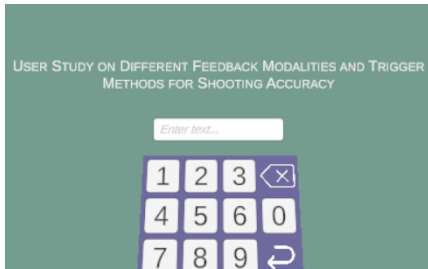 USER STUDY ON DIFFERENT FEEDBACK MODALITIES AND TRIGGER
METHODS FOR SHOOTING ACCURACY
Enter text...
1 2 3
4 5 6 0
7 8 9